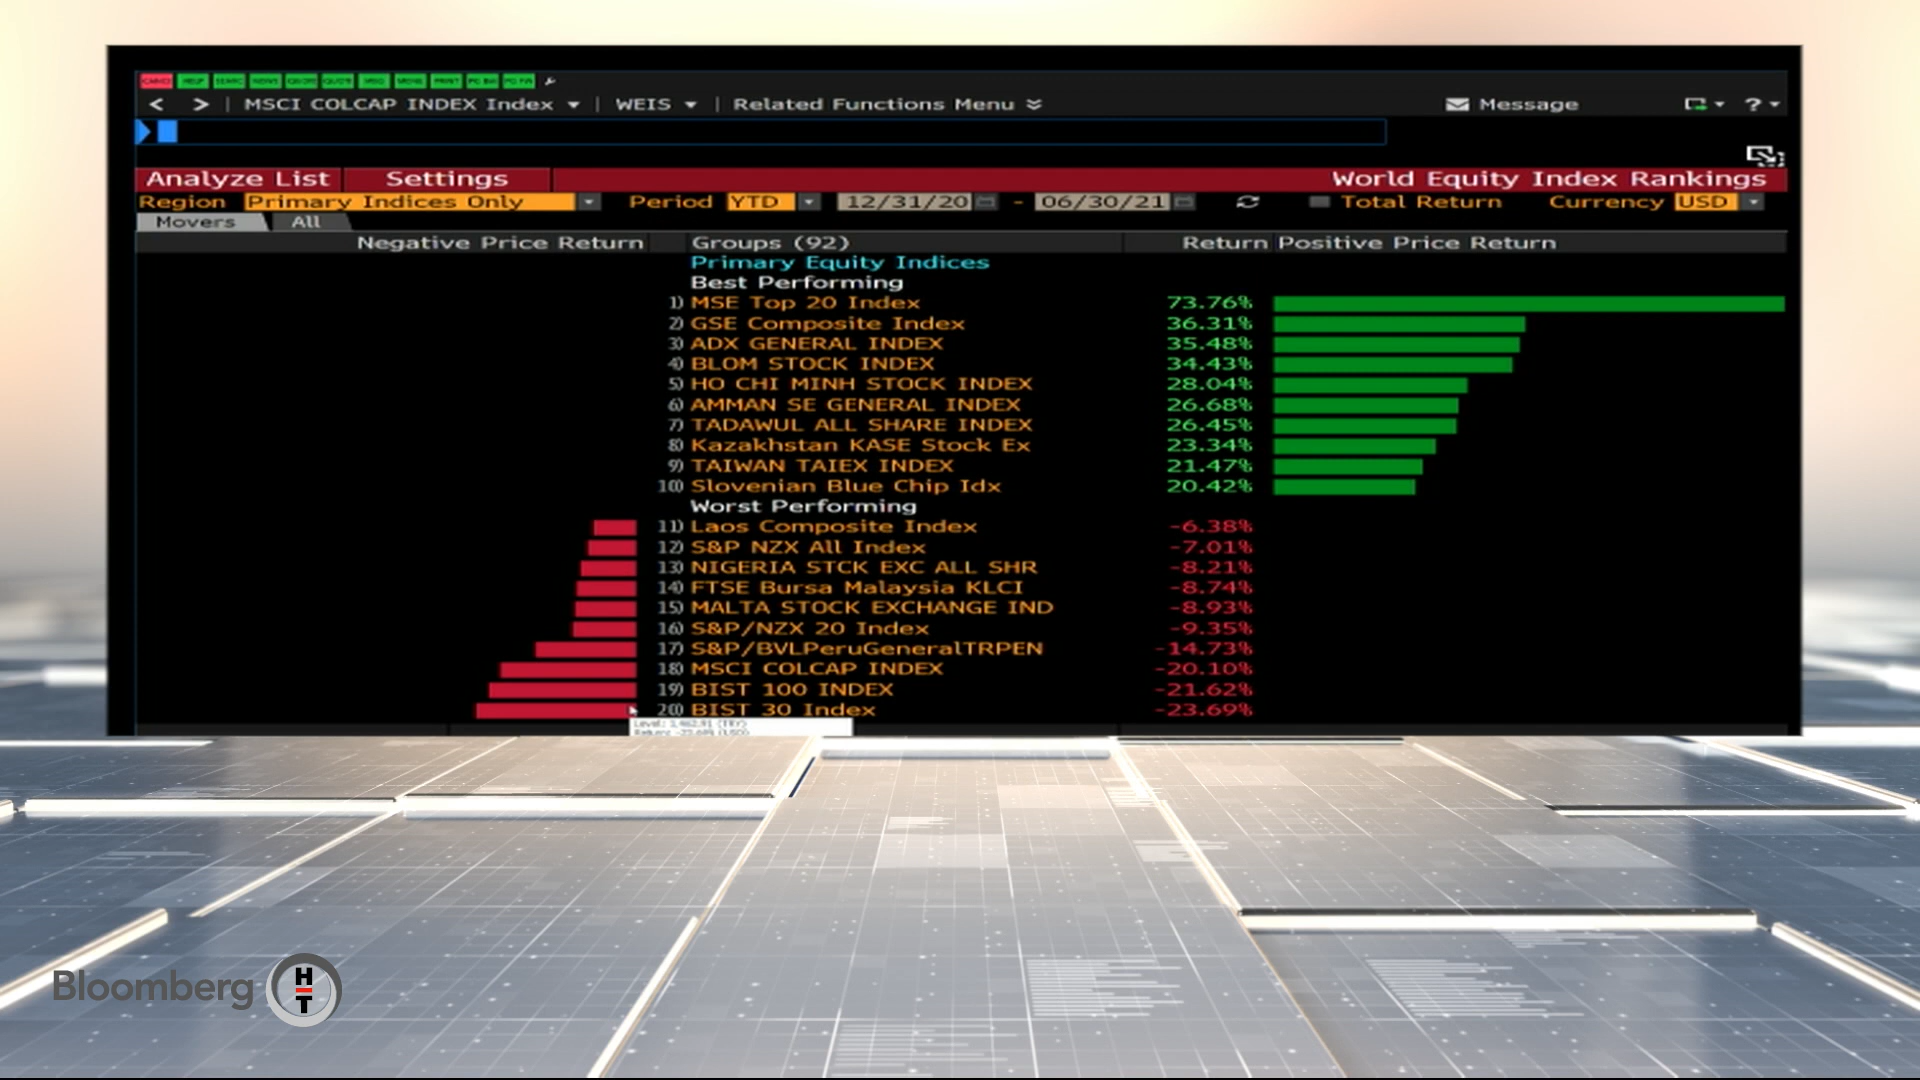 CANCL HELP SEARC NEWS QUOTE MSG MENU PRINT
< > | MSCI COLCAP INDEX Index | WEIS | Related Functions Menu Message ?
Analyze List Settings World Equity Index Rankings
Region Primary Indices Only Period YTD 12/31/20 - 06/30/21 Total Return Currency USD
Movers All
Negative Price Return Groups (92) Return Positive Price Return
Primary Equity Indices
Best Performing
1) MSE Top 20 Index 73.76%
2) GSE Composite Index 36.31%
3) ADX GENERAL INDEX 35.48%
4) BLOM STOCK INDEX 34.43%
5) HO CHI MINH STOCK INDEX 28.04%
6) AMMAN SE GENERAL INDEX 26.68%
7) TADAWUL ALL SHARE INDEX 26.45%
8) Kazakhstan KASE Stock Ex 23.34%
9) TAIWAN TAIEX INDEX 21.47%
10) Slovenian Blue Chip Idx 20.42%
Worst Performing
11) Laos Composite Index -6.38%
12) S&P NZX All Index -7.01%
13) NIGERIA STCK EXC ALL SHR -8.21%
14) FTSE Bursa Malaysia KLCI -8.74%
15) MALTA STOCK EXCHANGE IND -8.93%
16) S&P/NZX 20 Index -9.35%
17) S&P/BVLPeruGeneralTRPEN -14.73%
18) MSCI COLCAP INDEX -20.10%
19) BIST 100 INDEX -21.62%
20) BIST 30 Index -23.69%
Bloomberg HT